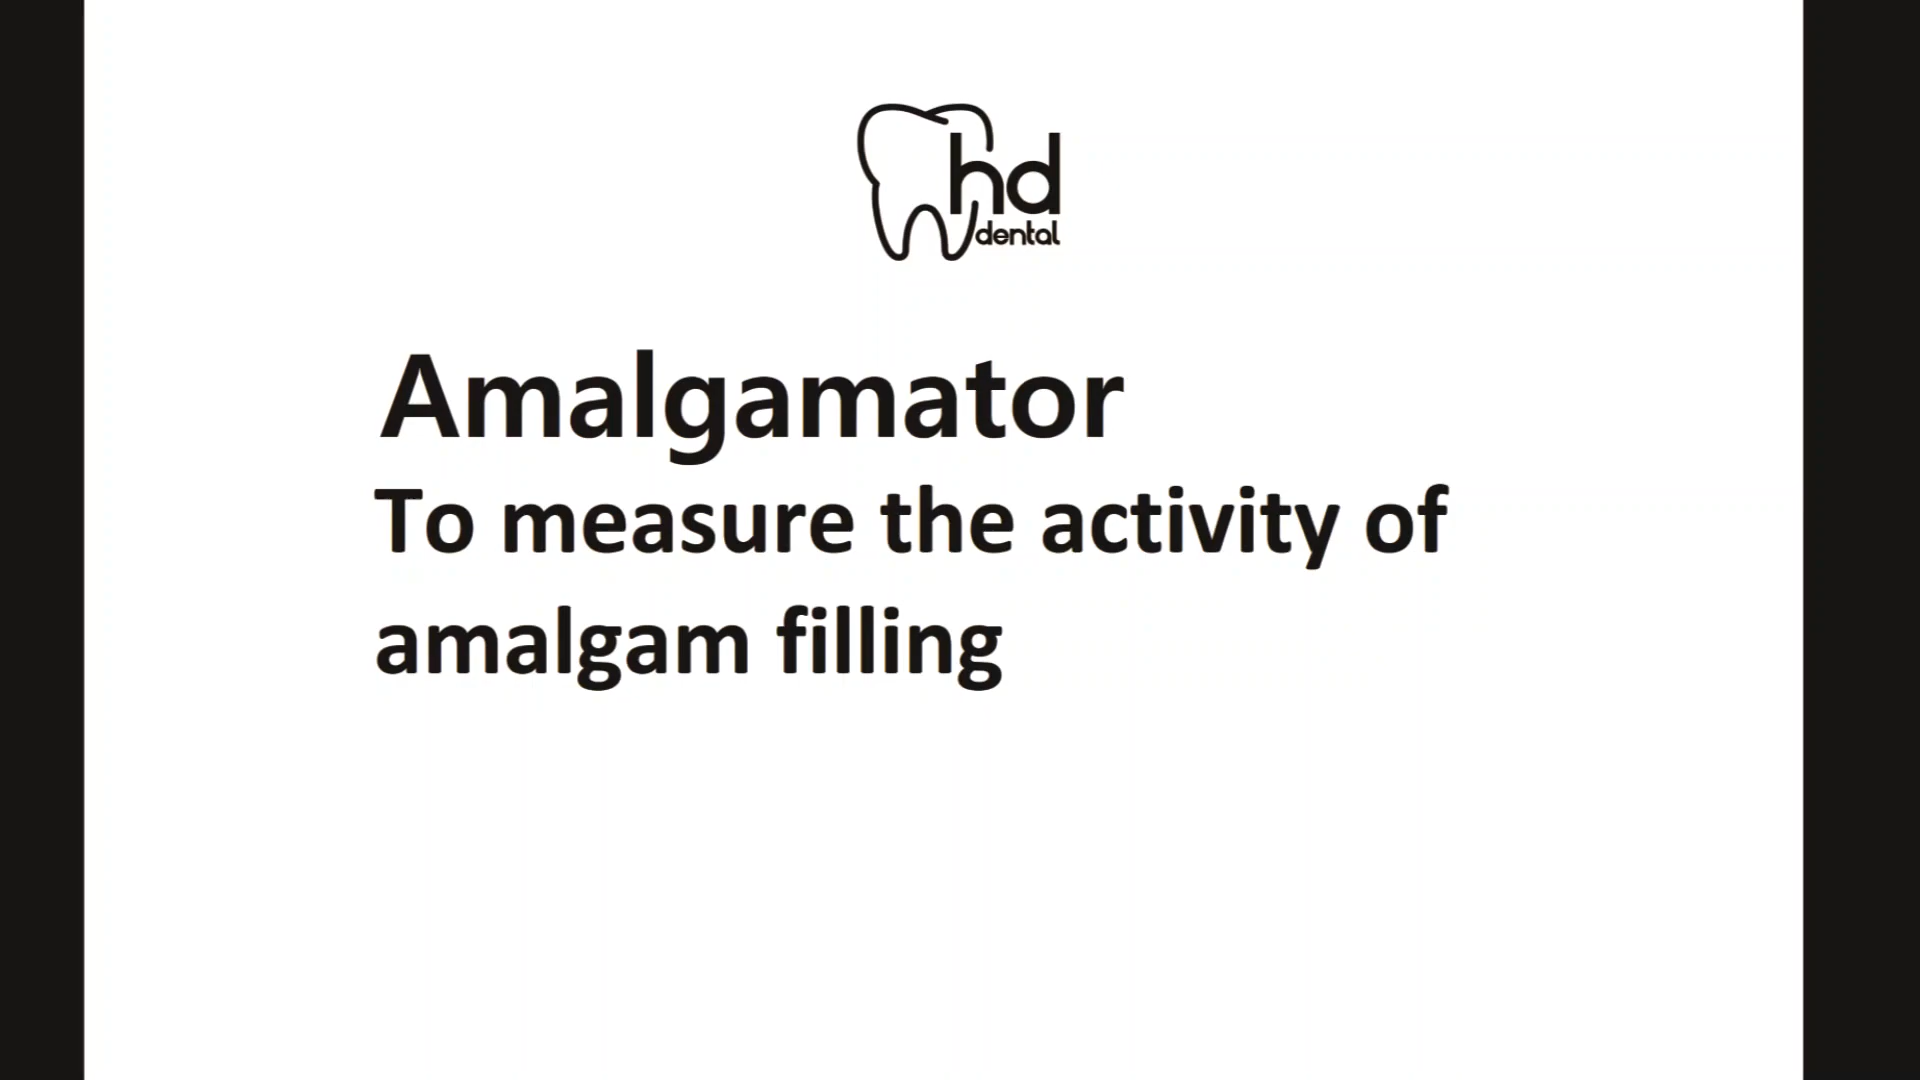 hd
dental
Amalgamator
To measure the activity of
amalgam filling